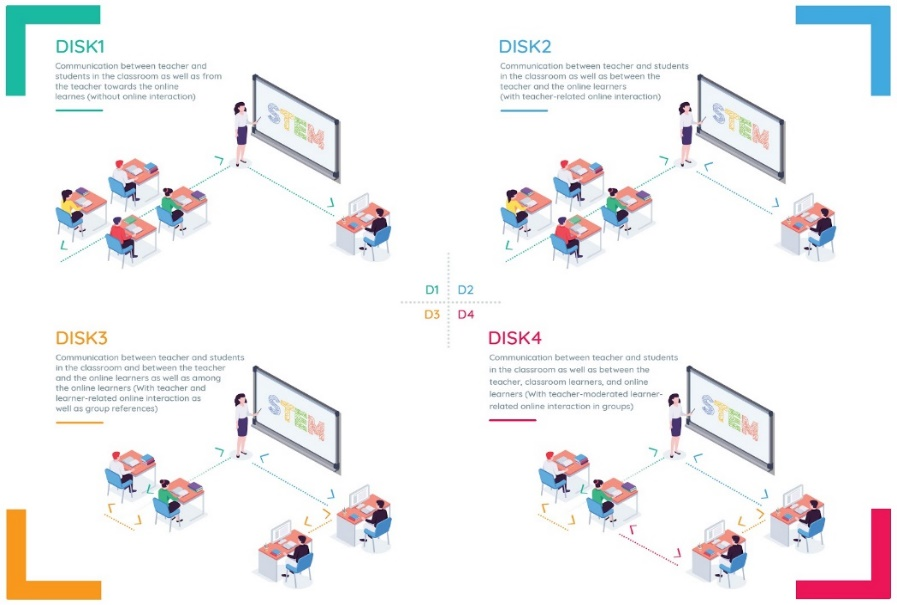 DISK1
Communication between teacher and
students in the classroom as well as from
the teacher towards the online
learnes (without online interaction)
STEM
DISK2
Communication between teacher and students
in the classroom as well as between the
teacher and the online learners
(with teacher-related online interaction)
STEM
D1
D2
D3
D4
DISK3
Communication between teacher and students
in the classroom and between the teacher
and the online learners as well as among
the online learners (With teacher and
learner-related online interaction as
well as group references)
STEM
DISK4
Communication between teacher and students
in the classroom as well as between the
teacher, classroom learners, and online
learners (With teacher-moderated learner-
related online interaction in groups)
STEM